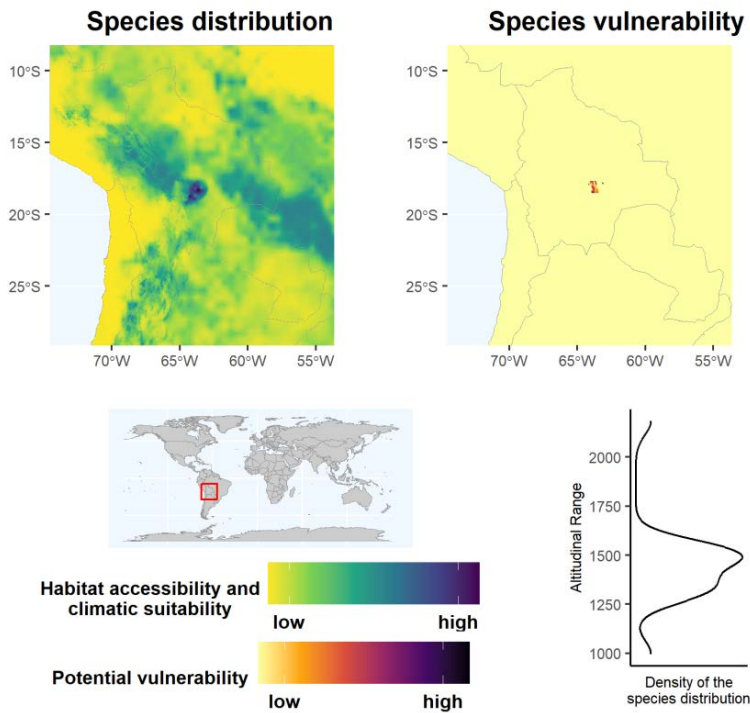 Species distribution
Species vulnerability
10°S
15°S
20°S
25°S
70°W
65°W
60°W
55°W
10°S
15°S
20°S
25°S
70°W
65°W
60°W
55°W
Habitat accessibility and
climatic suitability
low
high
Potential vulnerability
low
high
Altitudinal Range
2000
1750
1500
1250
1000
Density of the
species distribution